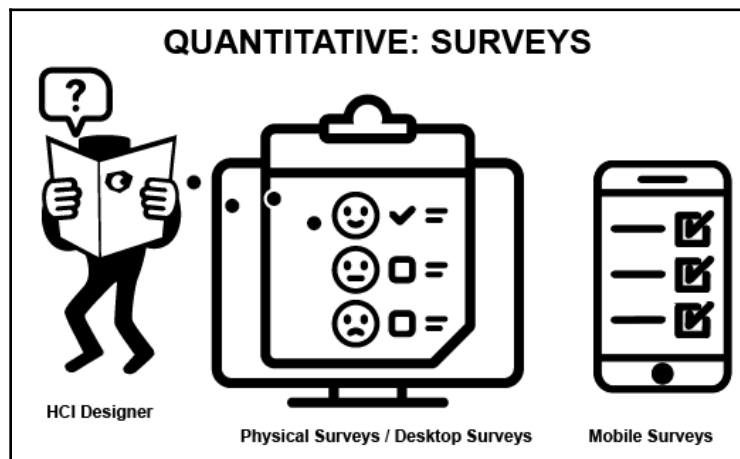 QUANTITATIVE: SURVEYS
?
HCI Designer
Physical Surveys / Desktop Surveys
Mobile Surveys